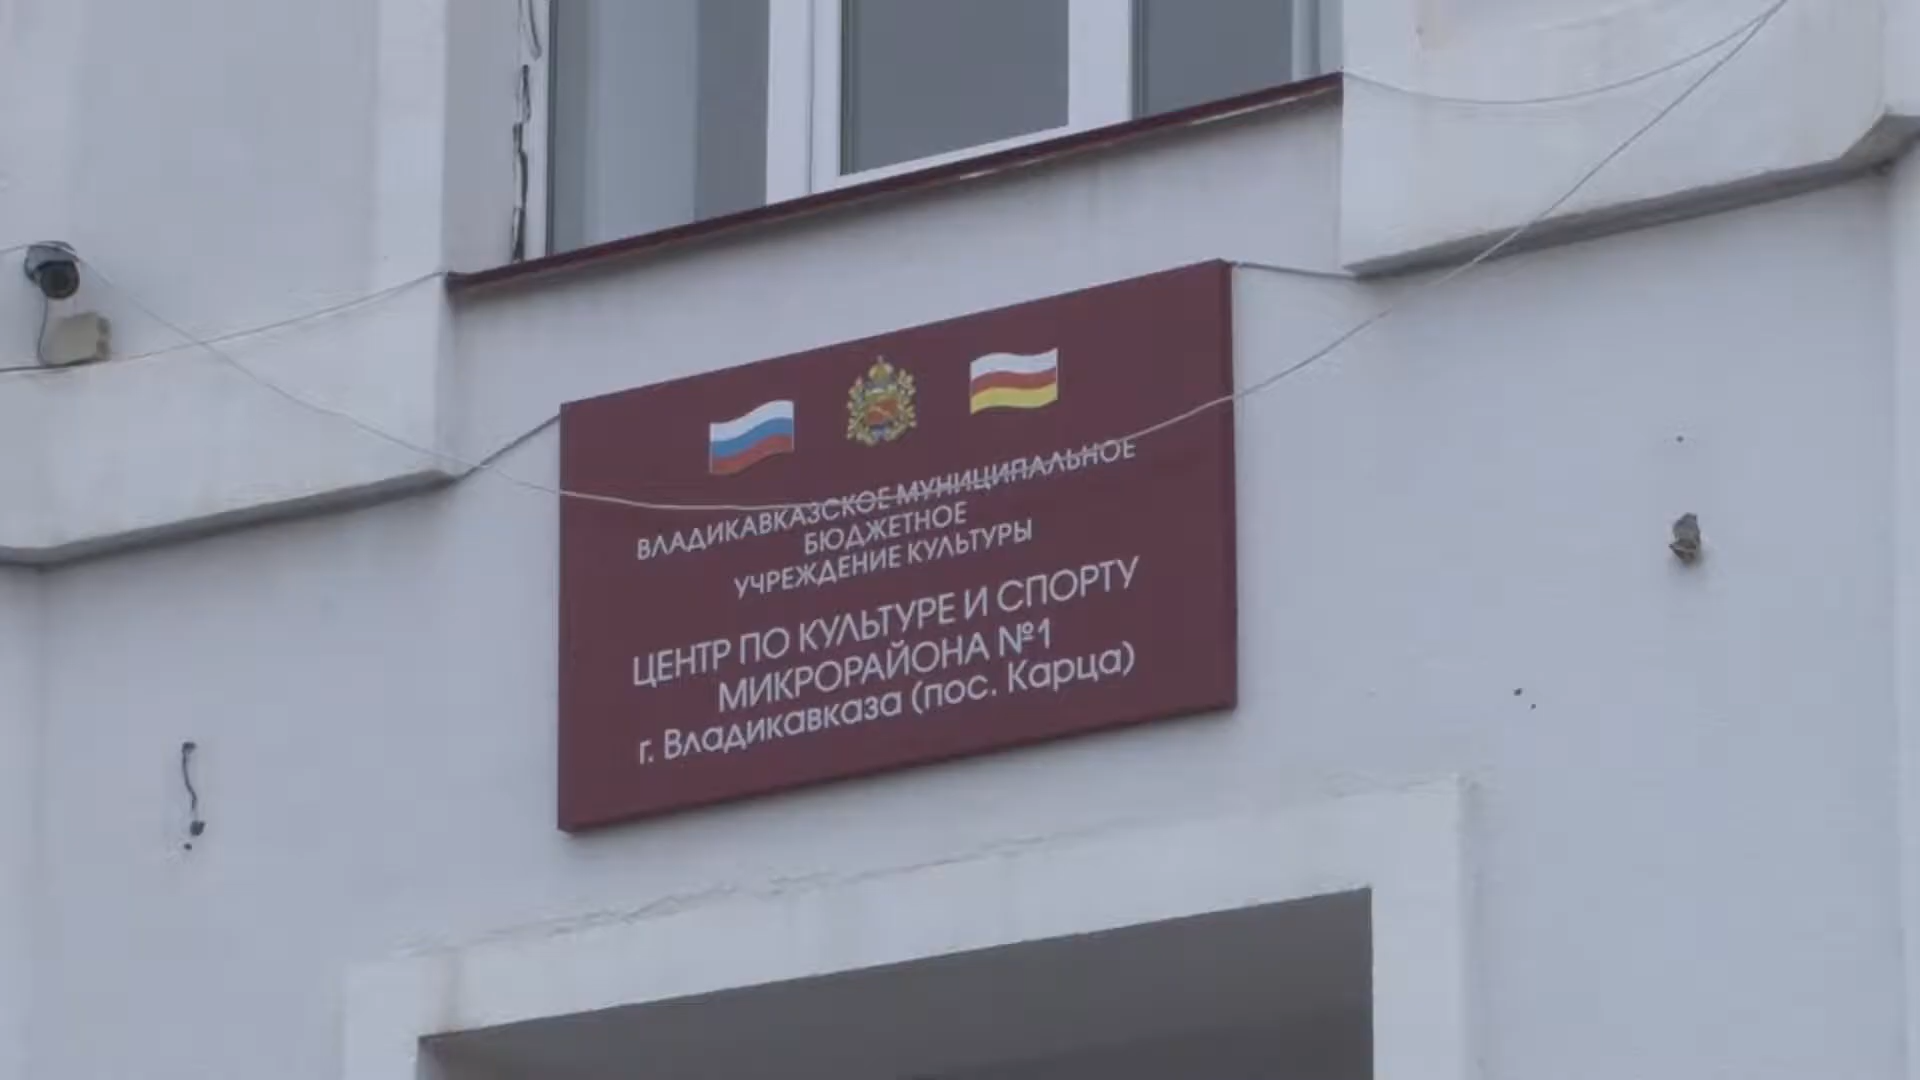 ВЛАДИКАВКАЗСКОЕ МУНИЦИПАЛЬНОЕ
БЮДЖЕТНОЕ
УЧРЕЖДЕНИЕ КУЛЬТУРЫ
ЦЕНТР ПО КУЛЬТУРЕ И СПОРТУ
МИКРОРАЙОНА №1
г. Владикавказа (пос. Карца)